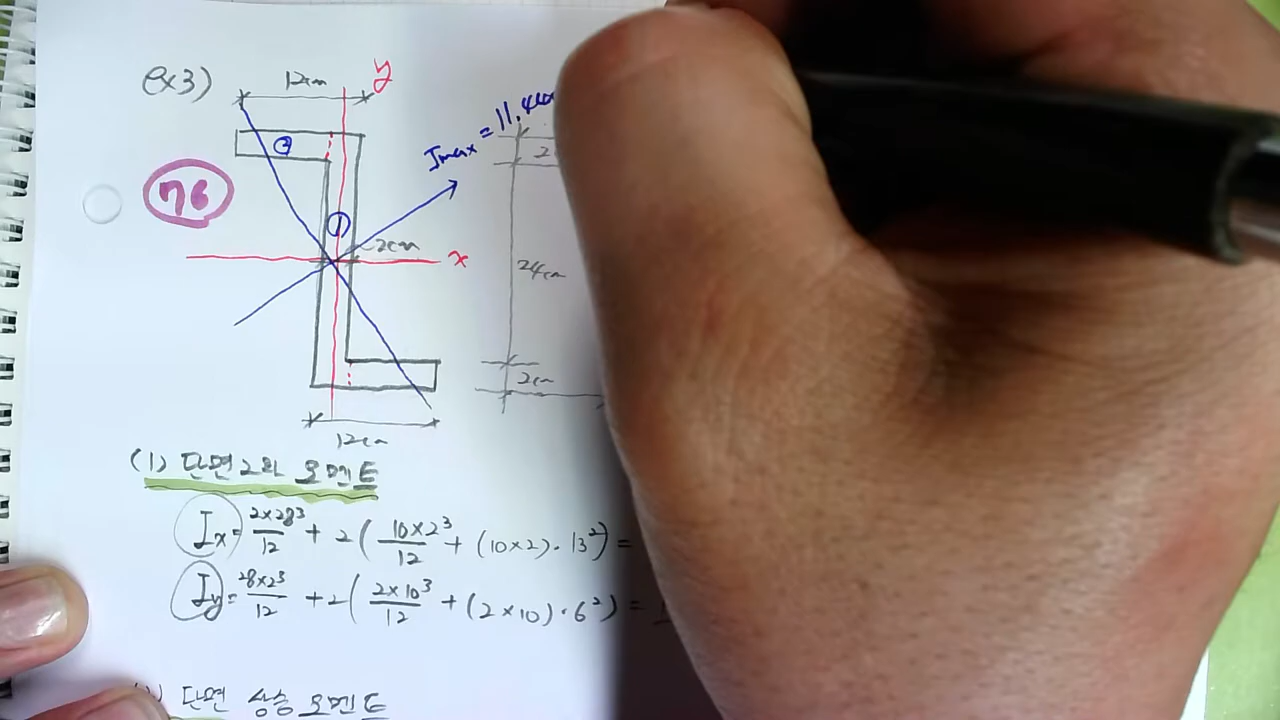 ex3)
12cm
y
Imax = 11,4
②
76
①
2cm
x
24cm
2cm
12cm
(1) 단면2차 모멘트
Ix = 2×28³/12 + 2(10×2³/12 + (10×2)·13²) =
Iy = 28×2³/12 + 2(2×10³/12 + (2×10)·6²) =
단면 상승 모멘트